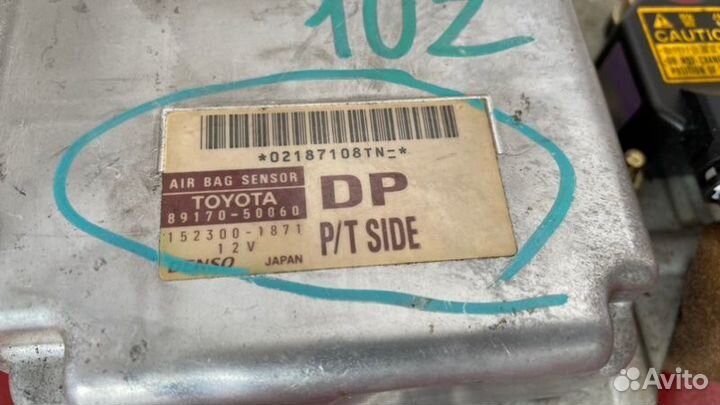 102
*02187108TN-*
AIR BAG SENSOR
TOYOTA
89170-50060
152300-1871
12V
DENSO JAPAN
DP
P/T SIDE
CAUTION
Avito